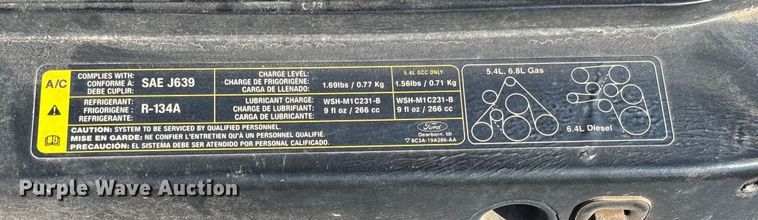 C 73
A/C
COMPLIES WITH:
CONFORME À:
DEBE CUPLIR:
SAE J639
CHARGE LEVEL:
CHARGE DE FRIGORIGÈNE:
CARGA DE LLENADO:
1.69lbs / 0.77 Kg
5.4L GCC ONLY
1.56lbs / 0.71 Kg
REFRIGERANT:
FRIGORIGÈNE :
REFRIGERANTE:
R-134A
LUBRICANT CHARGE:
CHARGE DE LUBRIFIANT:
CARGA DE LUBRICANTE:
WSH-M1C231-B
9 fl oz / 266 cc
WSH-M1C231-B
9 fl oz / 266 cc
CAUTION: SYSTEM TO BE SERVICED BY QUALIFIED PERSONNEL.
MISE EN GARDE: NE CONFIER L'ENTRETIEN QU'À UN PERSONNEL QUALIFIÉ.
PRECAUCION: EL SISTEMA DEBE SER ATENDIDO POR PERSONAL CALIFICADO.
Ford
Dearborn, MI
8C3A-19A286-AA
5.4L, 6.8L Gas
6.4L Diesel
Purple Wave Auction
Purple Wave Auction